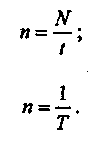 n = N/t ;
n = 1/T .